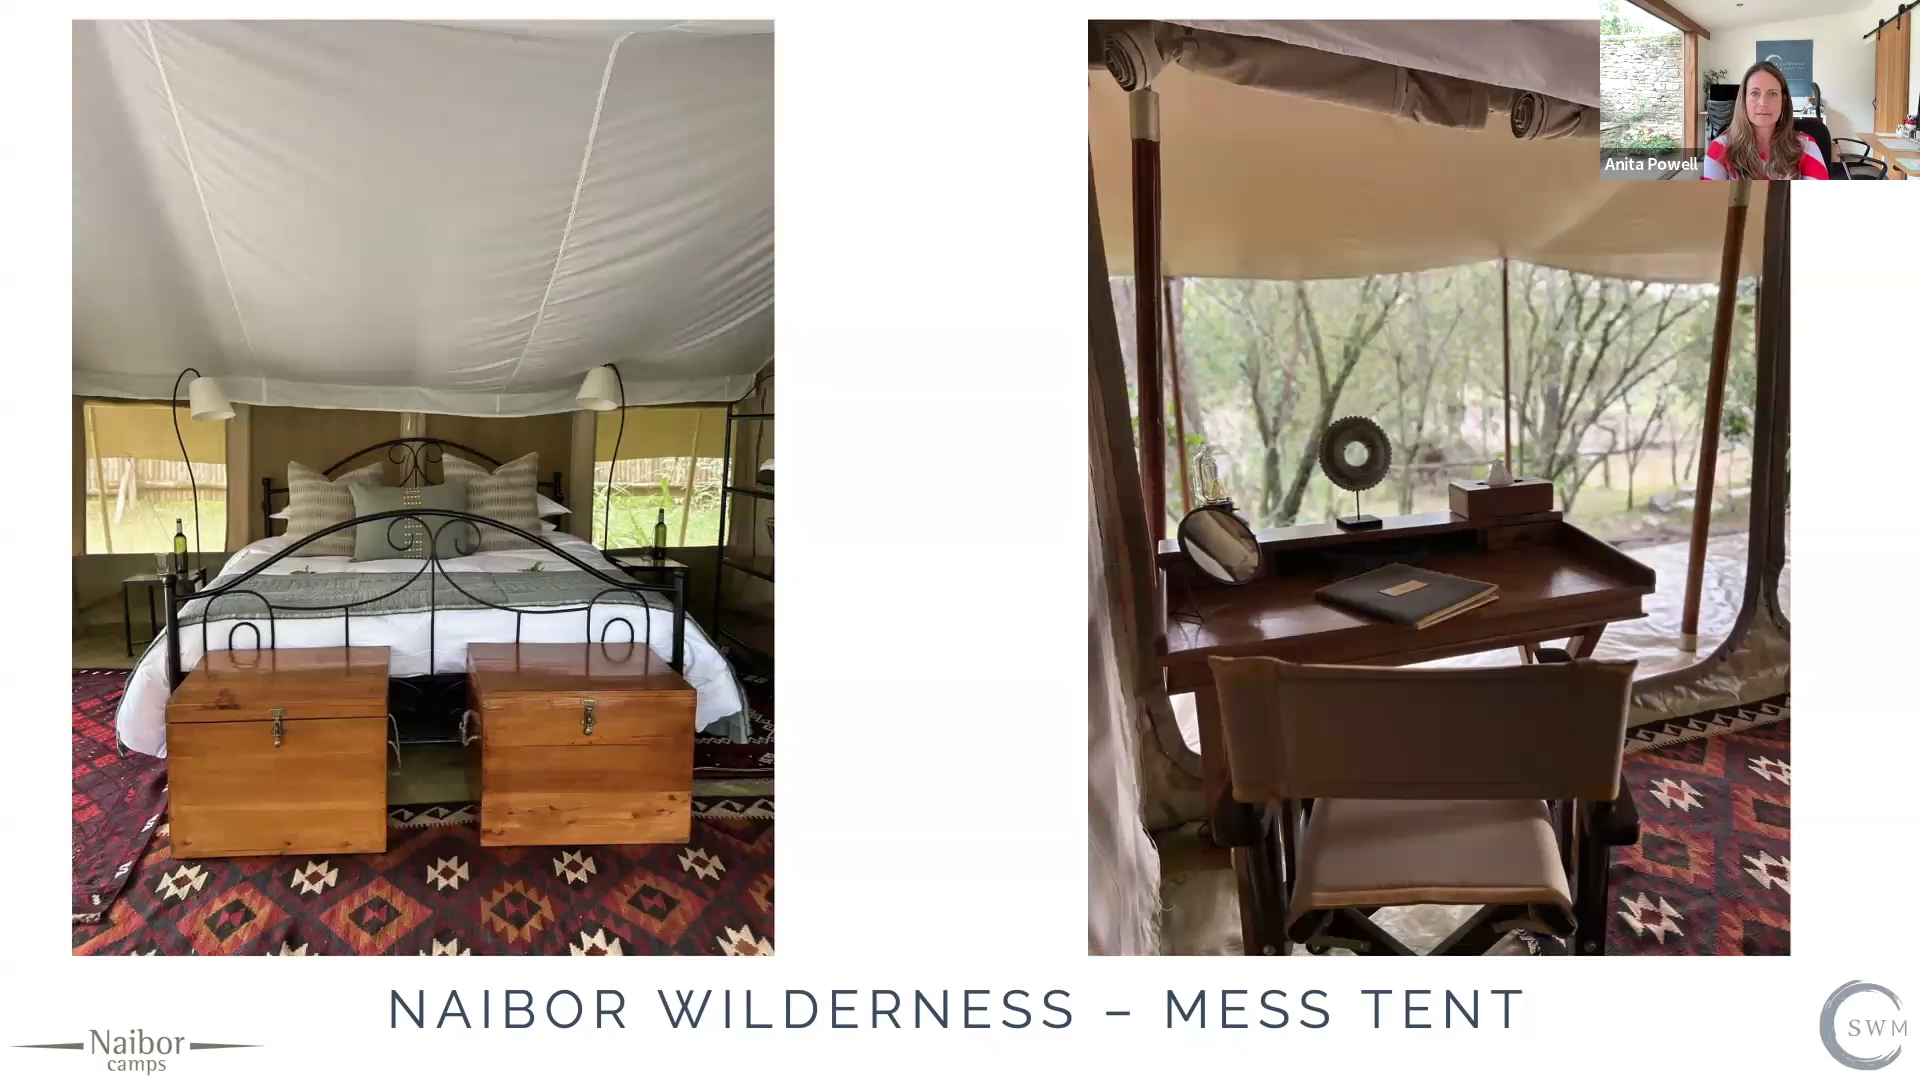 Anita Powell
NAIBOR WILDERNESS – MESS TENT
Naibor
camps
SWM